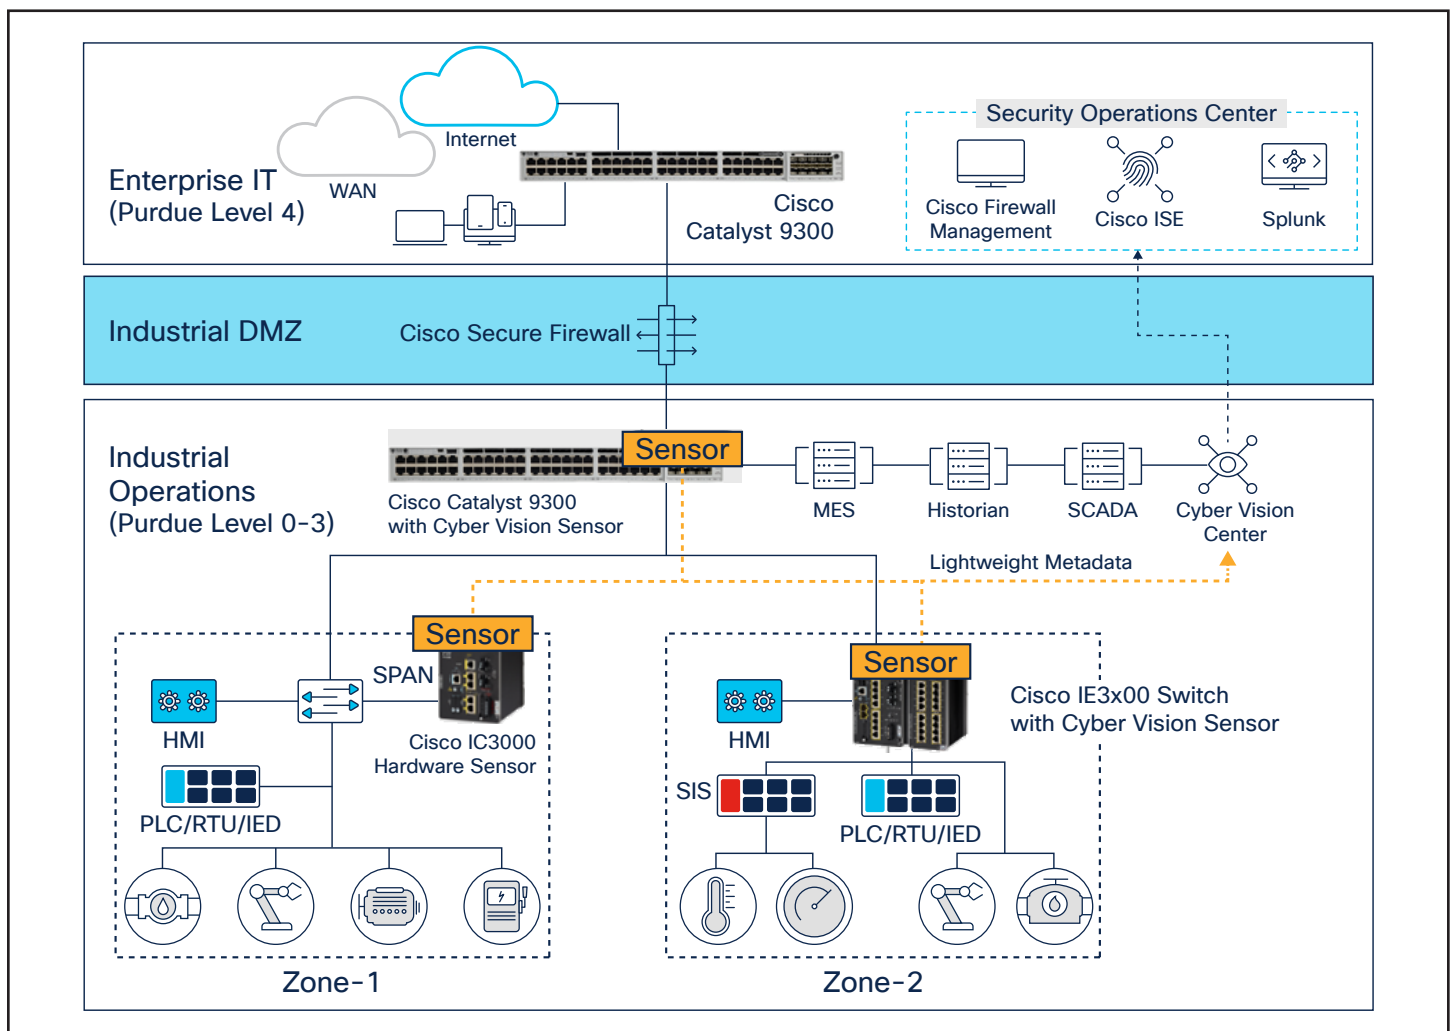 Internet
WAN
Enterprise IT
(Purdue Level 4)
Cisco
Catalyst 9300
Security Operations Center
Cisco Firewall
Management
Cisco ISE
Splunk
Industrial DMZ
Cisco Secure Firewall
Industrial
Operations
(Purdue Level 0-3)
Sensor
Cisco Catalyst 9300
with Cyber Vision Sensor
MES
Historian
SCADA
Cyber Vision
Center
Lightweight Metadata
Sensor
SPAN
HMI
Cisco IC3000
Hardware Sensor
PLC/RTU/IED
Zone-1
Sensor
HMI
Cisco IE3x00 Switch
with Cyber Vision Sensor
SIS
PLC/RTU/IED
Zone-2